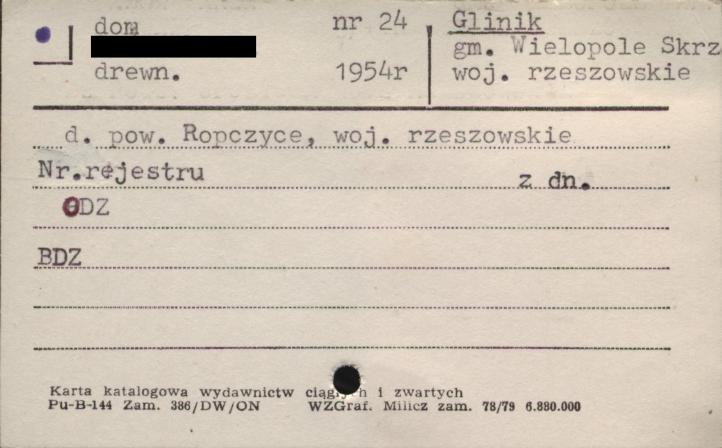 dom nr 24 Glinik
gm. Wielopole Skrz
drewn. 1954r woj. rzeszowskie
d. pow. Ropczyce, woj. rzeszowskie
Nr.rejestru z dn.
ODZ
BDZ
Karta katalogowa wydawnictw ciągłych i zwartych
Pu-B-144 Zam. 386/DW/ON WZGraf. Milicz zam. 78/79 6.880.000